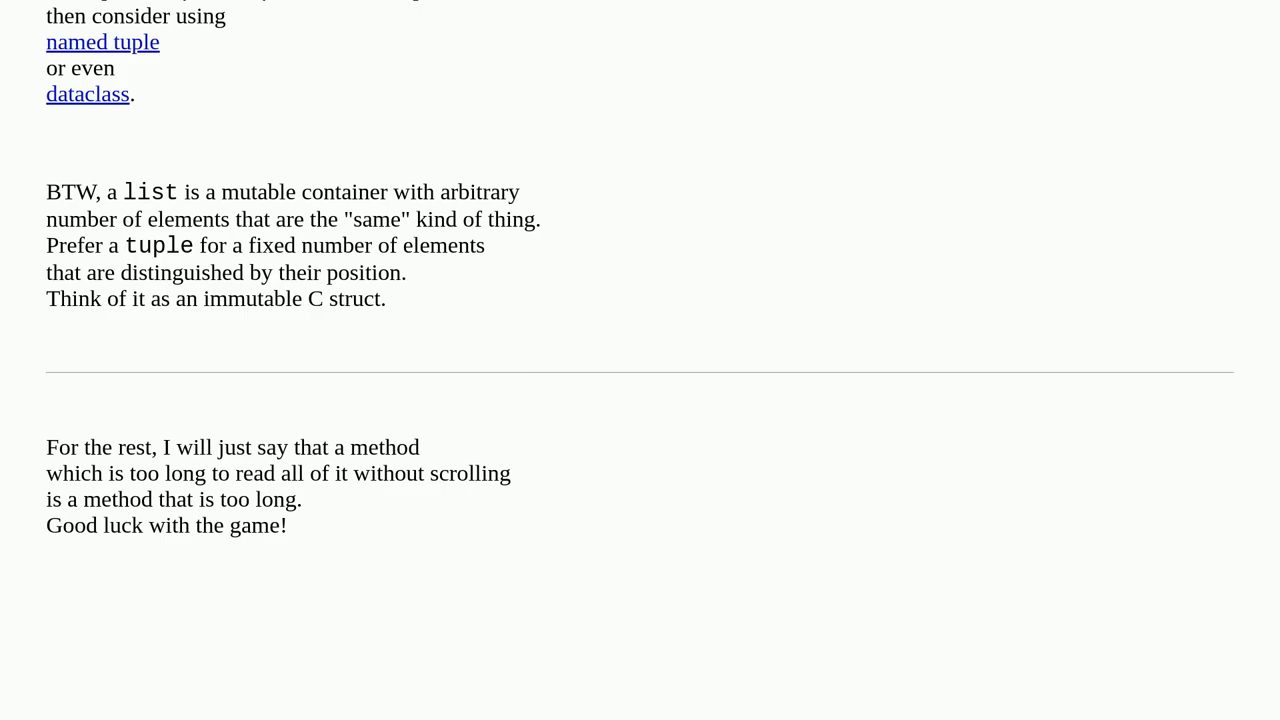 then consider using
named tuple
or even
dataclass.
BTW, a list is a mutable container with arbitrary
number of elements that are the "same" kind of thing.
Prefer a tuple for a fixed number of elements
that are distinguished by their position.
Think of it as an immutable C struct.
For the rest, I will just say that a method
which is too long to read all of it without scrolling
is a method that is too long.
Good luck with the game!